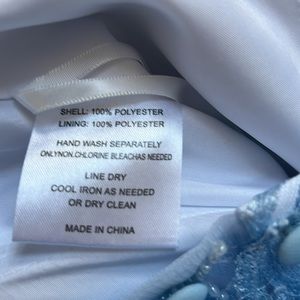 SHELL: 100% POLYESTER
LINING: 100% POLYESTER
HAND WASH SEPARATELY
ONLYNON.CHLORINE BLEACHAS NEEDED
LINE DRY
COOL IRON AS NEEDED
OR DRY CLEAN
MADE IN CHINA